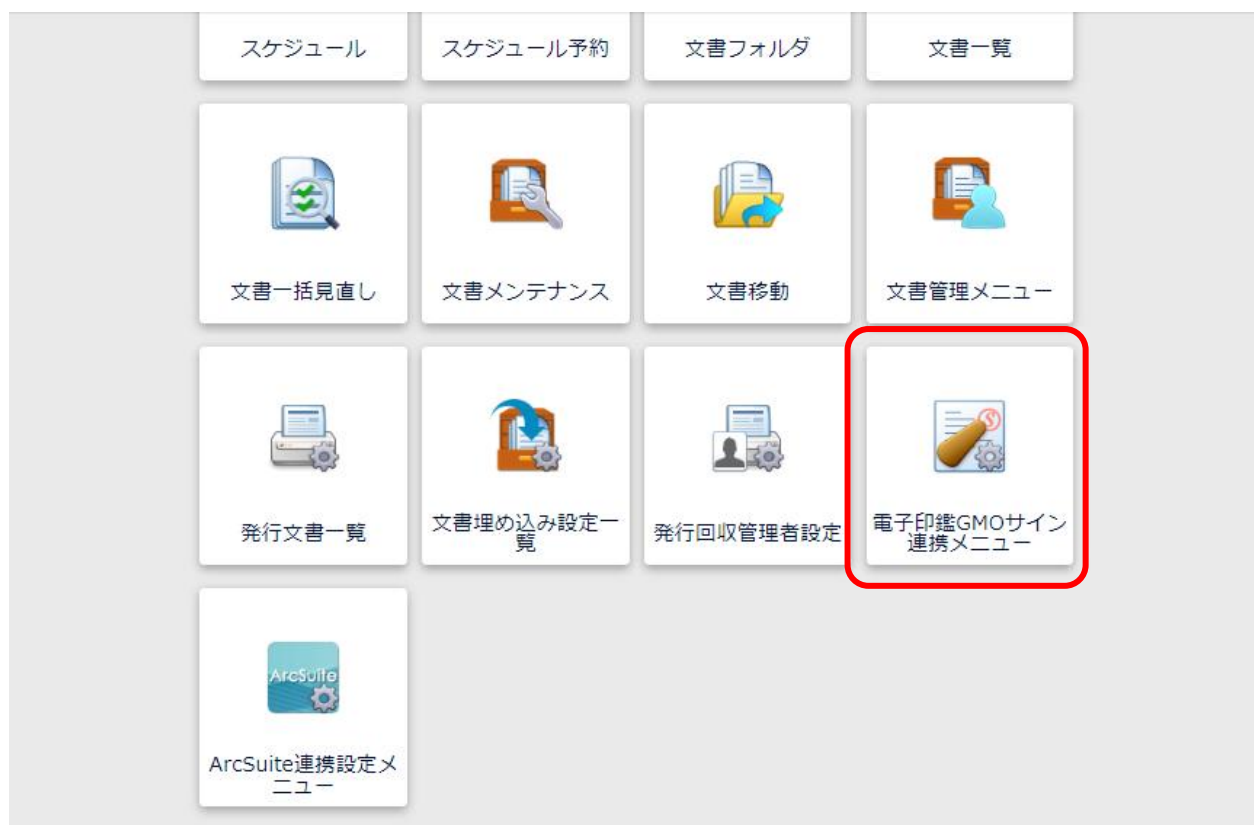 スケジュール
スケジュール予約
文書フォルダ
文書一覧
文書一括見直し
文書メンテナンス
文書移動
文書管理メニュー
発行文書一覧
文書埋め込み設定一
覧
発行回収管理者設定
電子印鑑GMOサイン
連携メニュー
ArcSuite
ArcSuite連携設定メ
ニュー